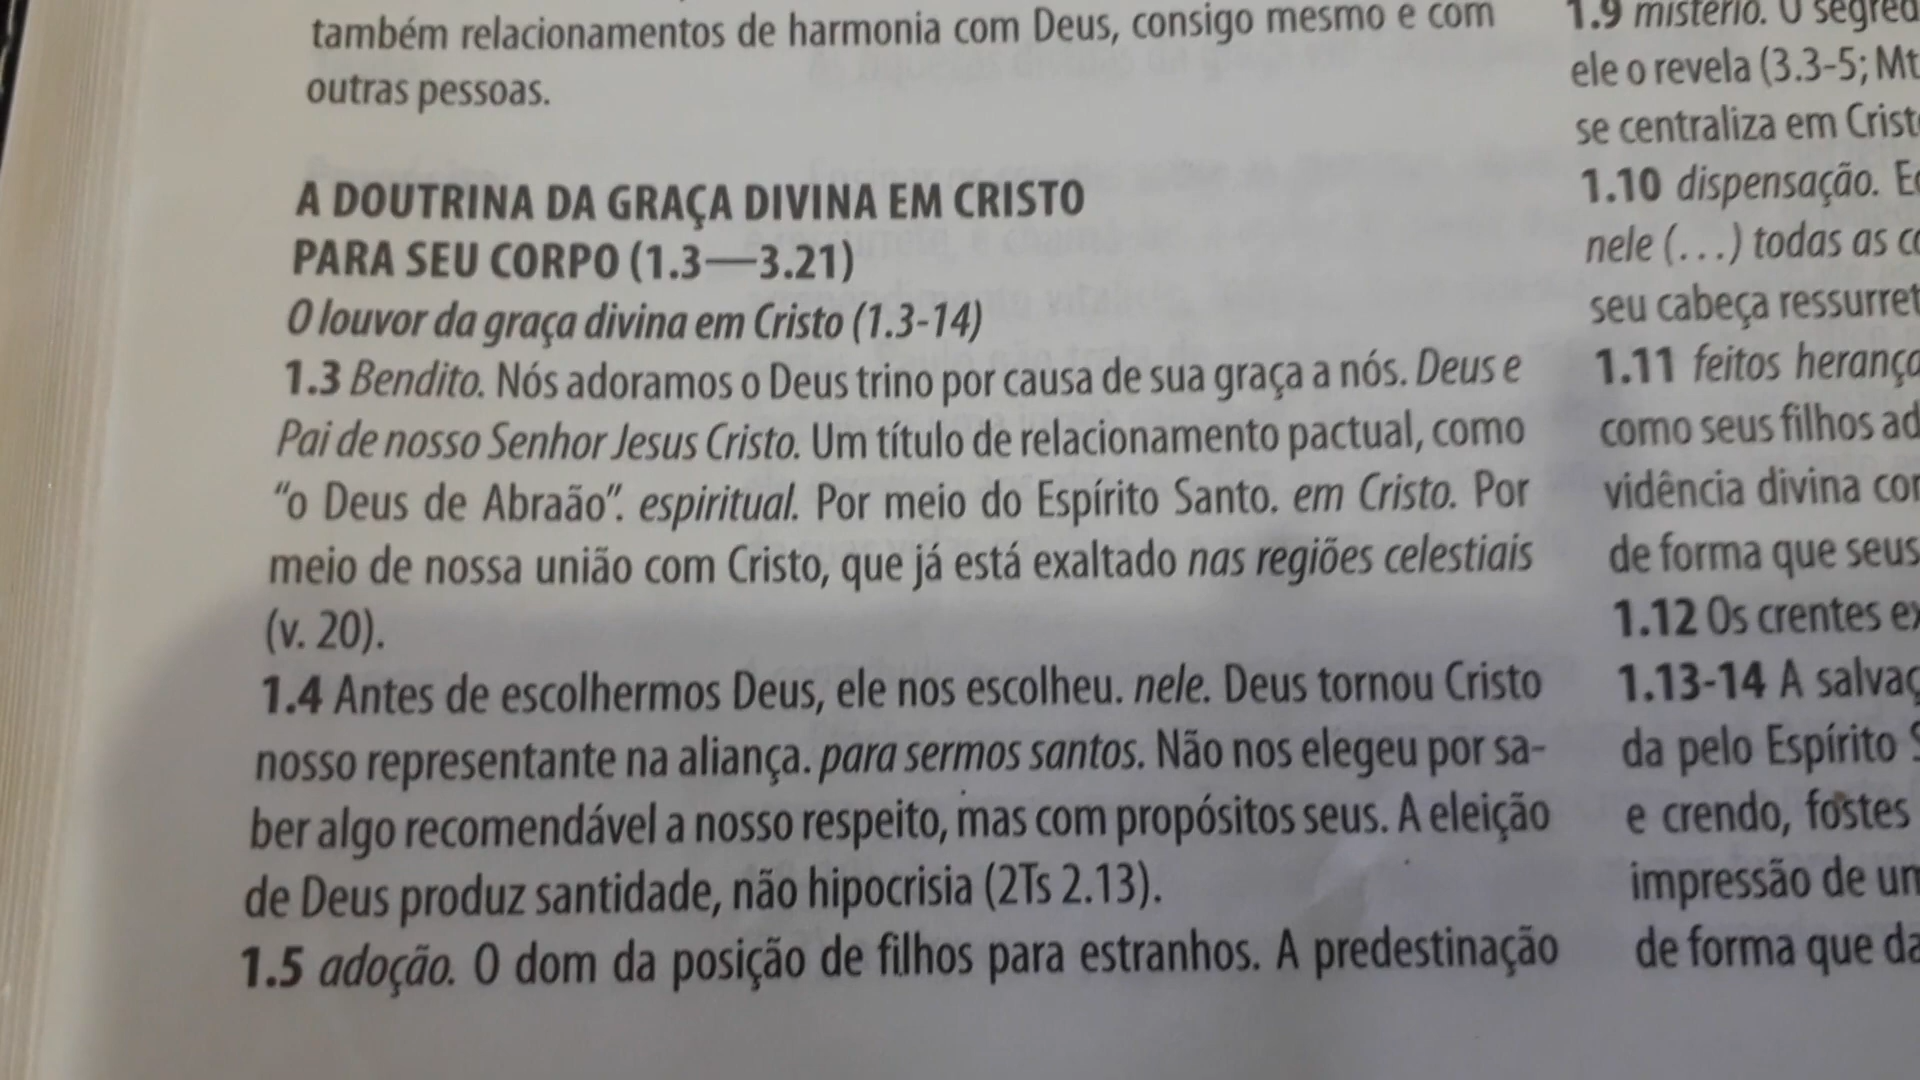 também relacionamentos de harmonia com Deus, consigo mesmo e com
outras pessoas.
A DOUTRINA DA GRAÇA DIVINA EM CRISTO
PARA SEU CORPO (1.3—3.21)
O louvor da graça divina em Cristo (1.3-14)
1.3 Bendito. Nós adoramos o Deus trino por causa de sua graça a nós. Deus e
Pai de nosso Senhor Jesus Cristo. Um título de relacionamento pactual, como
“o Deus de Abraão”. espiritual. Por meio do Espírito Santo. em Cristo. Por
meio de nossa união com Cristo, que já está exaltado nas regiões celestiais
(v. 20).
1.4 Antes de escolhermos Deus, ele nos escolheu. nele. Deus tornou Cristo
nosso representante na aliança. para sermos santos. Não nos elegeu por sa-
ber algo recomendável a nosso respeito, mas com propósitos seus. A eleição
de Deus produz santidade, não hipocrisia (2Ts 2.13).
1.5 adoção. O dom da posição de filhos para estranhos. A predestinação
1.9 mistério. O
ele o revela (3.3-5; Mt
se centraliza em
1.10 dispensação.
nele (...) todas as
seu cabeça
1.11 feitos
como seus filhos
vidência divina
de forma que seus
1.12 Os crentes
1.13-14 A
da pelo Espírito
e crendo, fostes
impressão de
de forma que